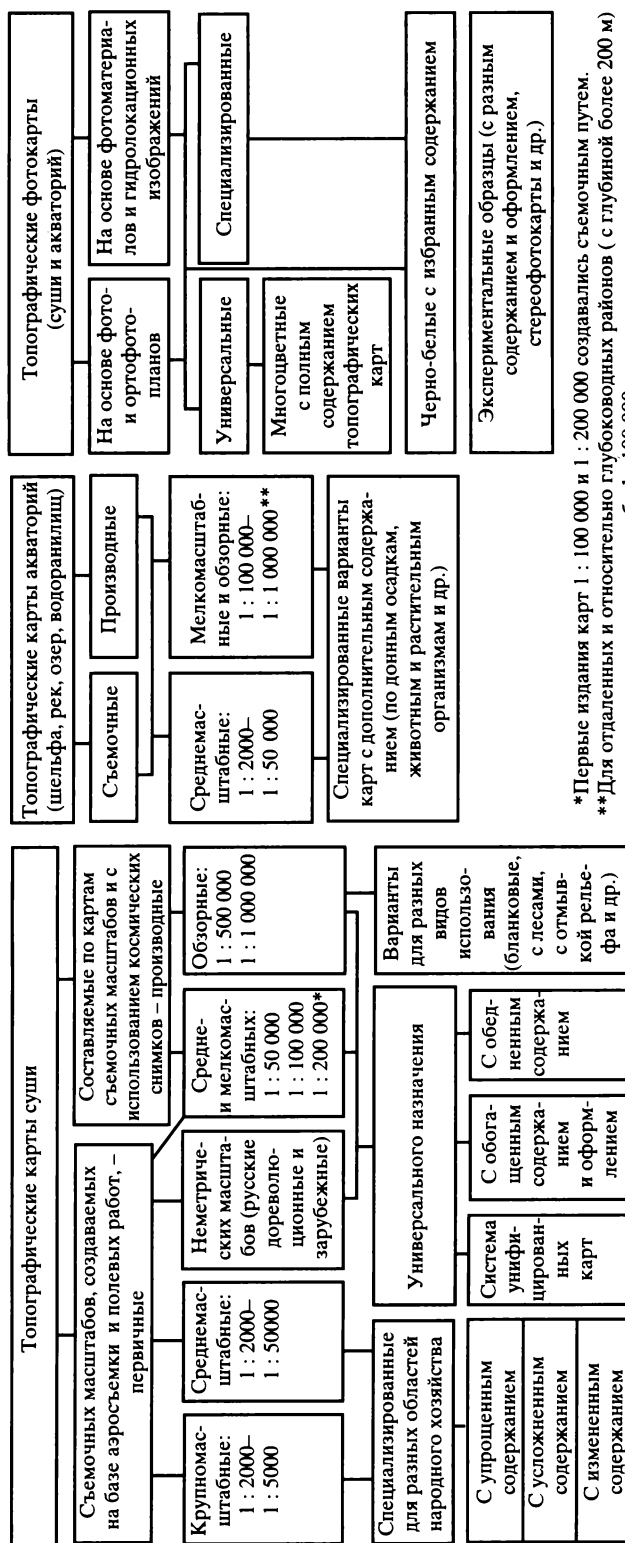 Топографические карты суши
Съемочных масштабов, создаваемых
на базе аэросъемки и полевых работ, –
первичные
Составляемые по картам
съемочных масштабов и с
использованием космических
снимков – производные
Крупномас-
штабные:
1 : 2000–
1 : 5000
Среднемас-
штабные:
1 : 2000–
1 : 50000
Неметриче-
ских масшта-
бов (русские
дореволю-
ционные и
зарубежные)
Средне-
и мелкомас-
штабных:
1 : 50 000
1 : 100 000
1 : 200 000*
Обзорные:
1 : 500 000
1 : 1 000 000
Специализированные
для разных областей
народного хозяйства
Универсального назначения
Варианты
для разных
видов
использо-
вания
(бланковые,
с лесами,
с отмыв-
кой релье-
фа и др.)
С упрощенным
содержанием
С усложненным
содержанием
С измененным
содержанием
Система
унифи-
цирован-
ных
карт
С обога-
щенным
содержа-
нием
и оформ-
лением
С обед-
ненным
содержа-
нием
Топографические карты акваторий
(шельфа, рек, озер, водоранилищ)
Съемочные
Производные
Среднемас-
штабные:
1 : 2000–
1 : 50 000
Мелкомасштаб-
ные и обзорные:
1 : 100 000–
1 : 1 000 000**
Специализированные варианты
карт с дополнительным содержа-
нием (по донным осадкам,
животным и растительным
организмам и др.)
Топографические фотокарты
(суши и акваторий)
На основе фото-
и ортофото-
планов
На основе фотоматериа-
лов и гидролокационных
изображений
Универсальные
Специализированные
Многоцветные
с полным
содержанием
топографических
карт
Черно-белые с избранным содержанием
Экспериментальные образцы (с разным
содержанием и оформлением,
стереофотокарты и др.)
*Первые издания карт 1 : 100 000 и 1 : 200 000 создавались съемочным путем.
**Для отдаленных и относительно глубоководных районов ( с глубиной более 200 м)